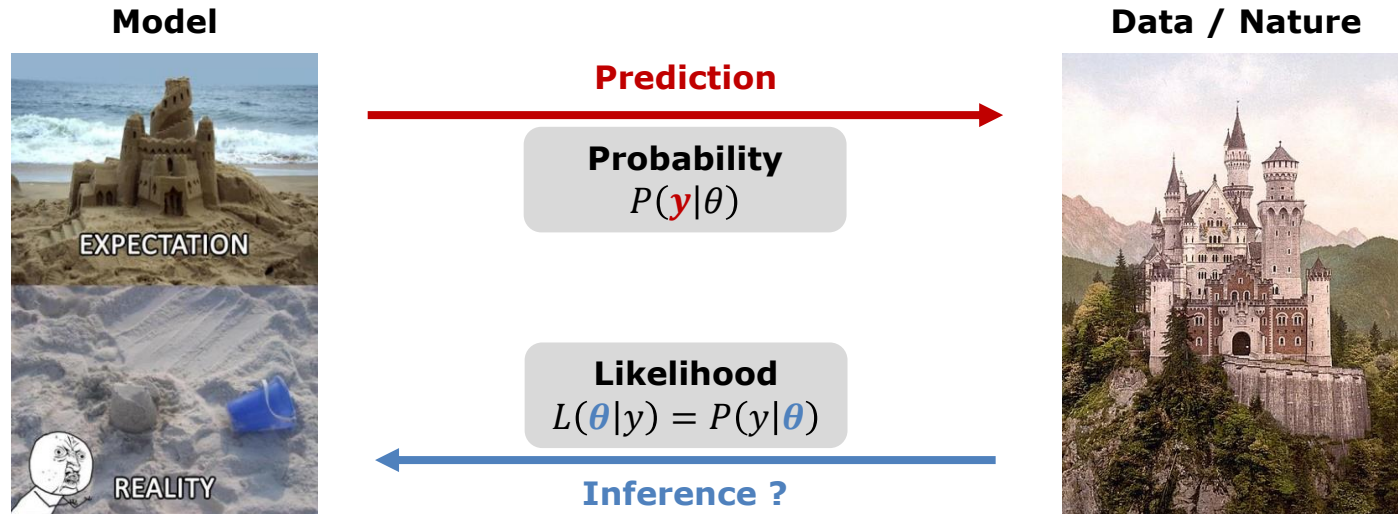 Model
Data / Nature
Prediction
Probability
P(y|θ)
EXPECTATION
Likelihood
L(θ|y) = P(y|θ)
REALITY
Inference ?